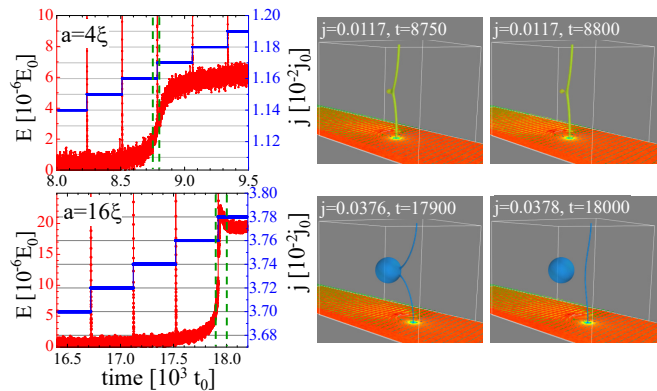 a=4ξ
E [10⁻⁶E₀]
10
8
6
4
2
0
8.0 8.5 9.0 9.5
1.20
1.18
1.16
1.14
1.12
j [10⁻²j₀]
j=0.0117, t=8750
j=0.0117, t=8800
a=16ξ
E [10⁻⁶E₀]
20
15
10
5
0
16.5 17.0 17.5 18.0
time [10³ t₀]
3.80
3.78
3.76
3.74
3.72
3.70
3.68
j [10⁻²j₀]
j=0.0376, t=17900
j=0.0378, t=18000